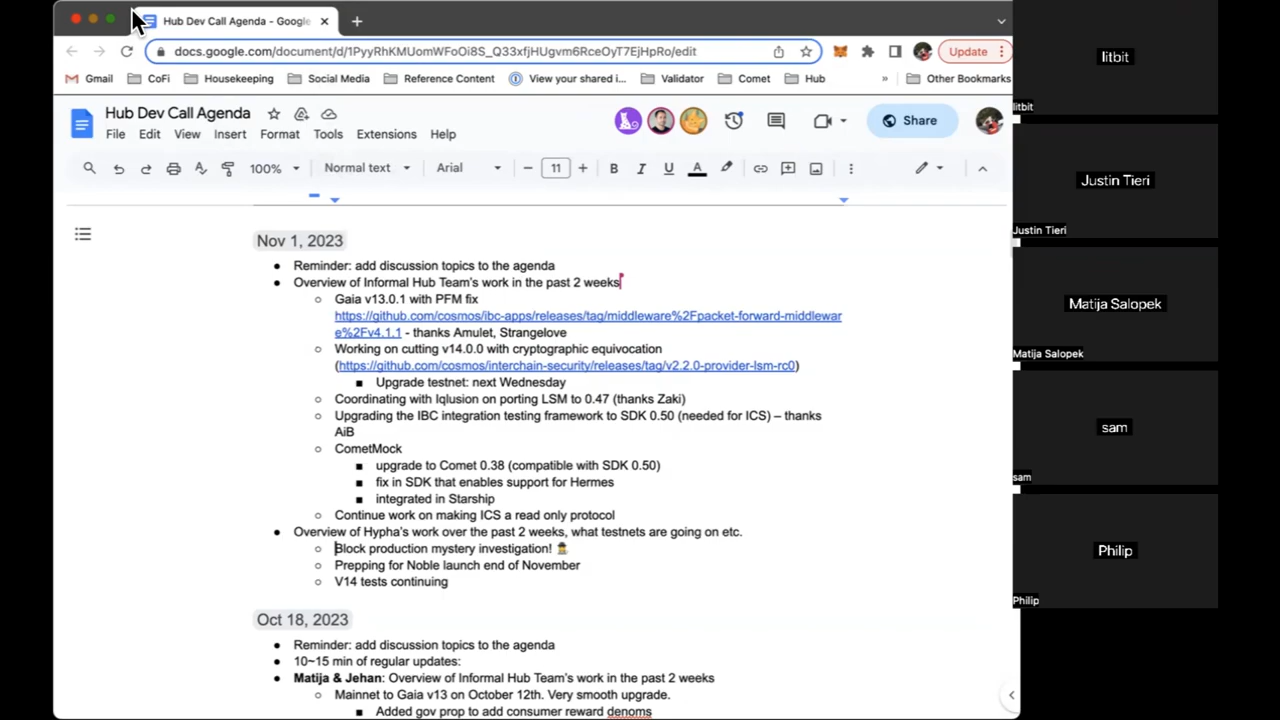 Hub Dev Call Agenda - Google
docs.google.com/document/d/1PyyRhKMUomWFoOi8S_Q33xfjHUgvm6RceOyT7EjHpRo/edit
Update
Gmail CoFi Housekeeping Social Media Reference Content View your shared i... Validator Comet Hub » Other Bookmarks
Hub Dev Call Agenda
File Edit View Insert Format Tools Extensions Help
Share
100% Normal text Arial − 11 + B I U A
Nov 1, 2023
● Reminder: add discussion topics to the agenda
● Overview of Informal Hub Team's work in the past 2 weeks
○ Gaia v13.0.1 with PFM fix
https://github.com/cosmos/ibc-apps/releases/tag/middleware%2Fpacket-forward-middlewar
e%2Fv4.1.1 - thanks Amulet, Strangelove
○ Working on cutting v14.0.0 with cryptographic equivocation
(https://github.com/cosmos/interchain-security/releases/tag/v2.2.0-provider-lsm-rc0)
■ Upgrade testnet: next Wednesday
○ Coordinating with Iqlusion on porting LSM to 0.47 (thanks Zaki)
○ Upgrading the IBC integration testing framework to SDK 0.50 (needed for ICS) – thanks
AiB
○ CometMock
■ upgrade to Comet 0.38 (compatible with SDK 0.50)
■ fix in SDK that enables support for Hermes
■ integrated in Starship
○ Continue work on making ICS a read only protocol
● Overview of Hypha's work over the past 2 weeks, what testnets are going on etc.
○ Block production mystery investigation! 🕵️
○ Prepping for Noble launch end of November
○ V14 tests continuing
Oct 18, 2023
● Reminder: add discussion topics to the agenda
● 10~15 min of regular updates:
● Matija & Jehan: Overview of Informal Hub Team's work in the past 2 weeks
○ Mainnet to Gaia v13 on October 12th. Very smooth upgrade.
■ Added gov prop to add consumer reward denoms
litbit
litbit
Justin Tieri
Justin Tieri
Matija Salopek
Matija Salopek
sam
sam
Philip
Philip